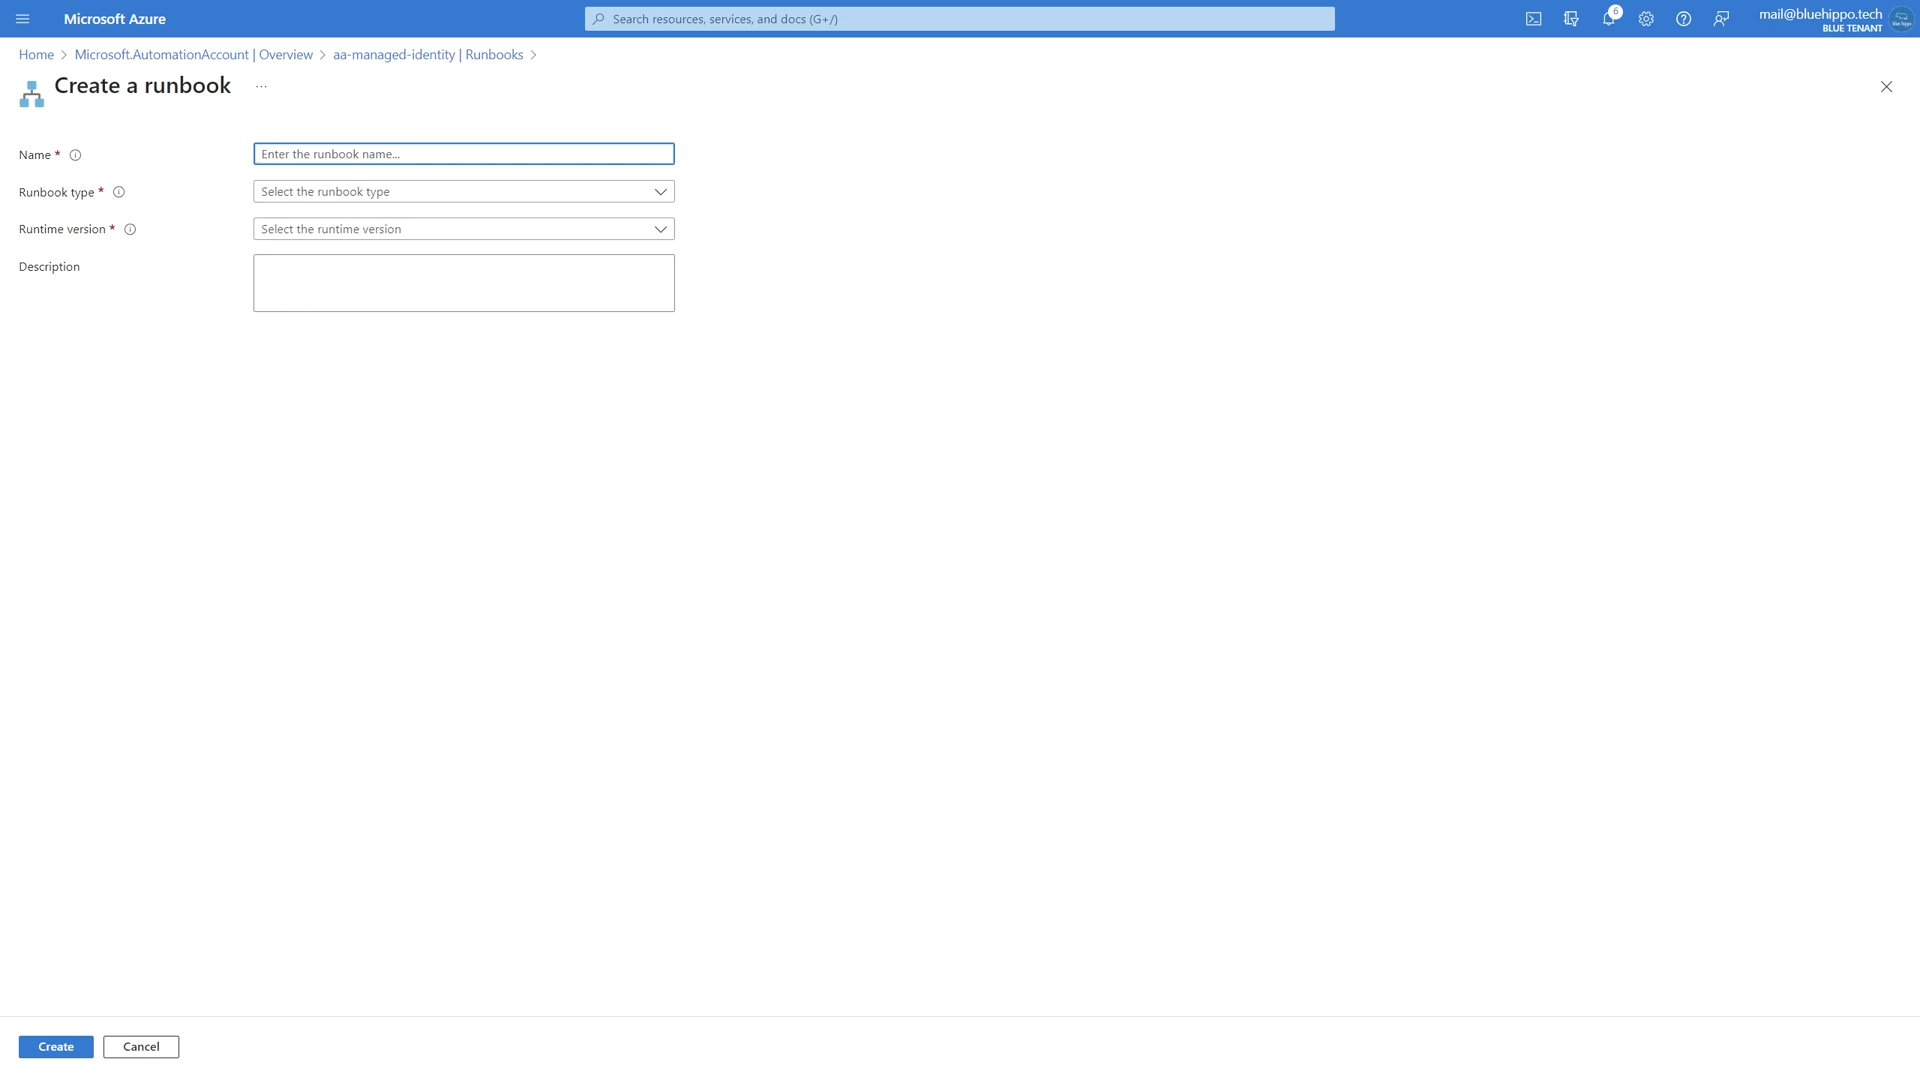 Microsoft Azure
Search resources, services, and docs (G+/)
6
mail@bluehippo.tech
BLUE TENANT
Home > Microsoft.AutomationAccount | Overview > aa-managed-identity | Runbooks >
Create a runbook ...
Name *
Enter the runbook name...
Runbook type *
Select the runbook type
Runtime version *
Select the runtime version
Description
Create
Cancel